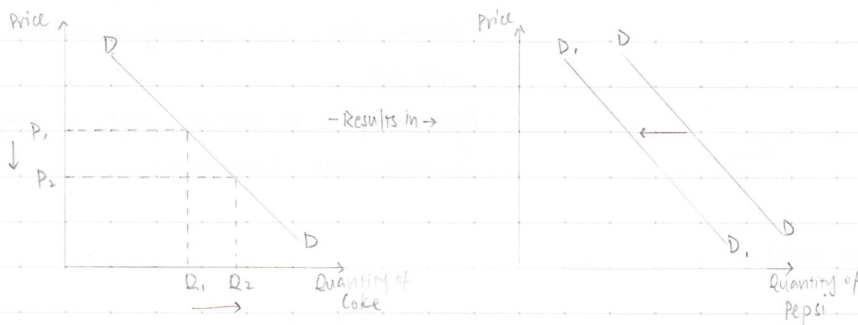 Price
D
P₁
P₂
D
Q₁ Q₂ Quantity of
Coke
- Results in →
Price
D₁ D
D
D₁
Quantity of
Pepsi